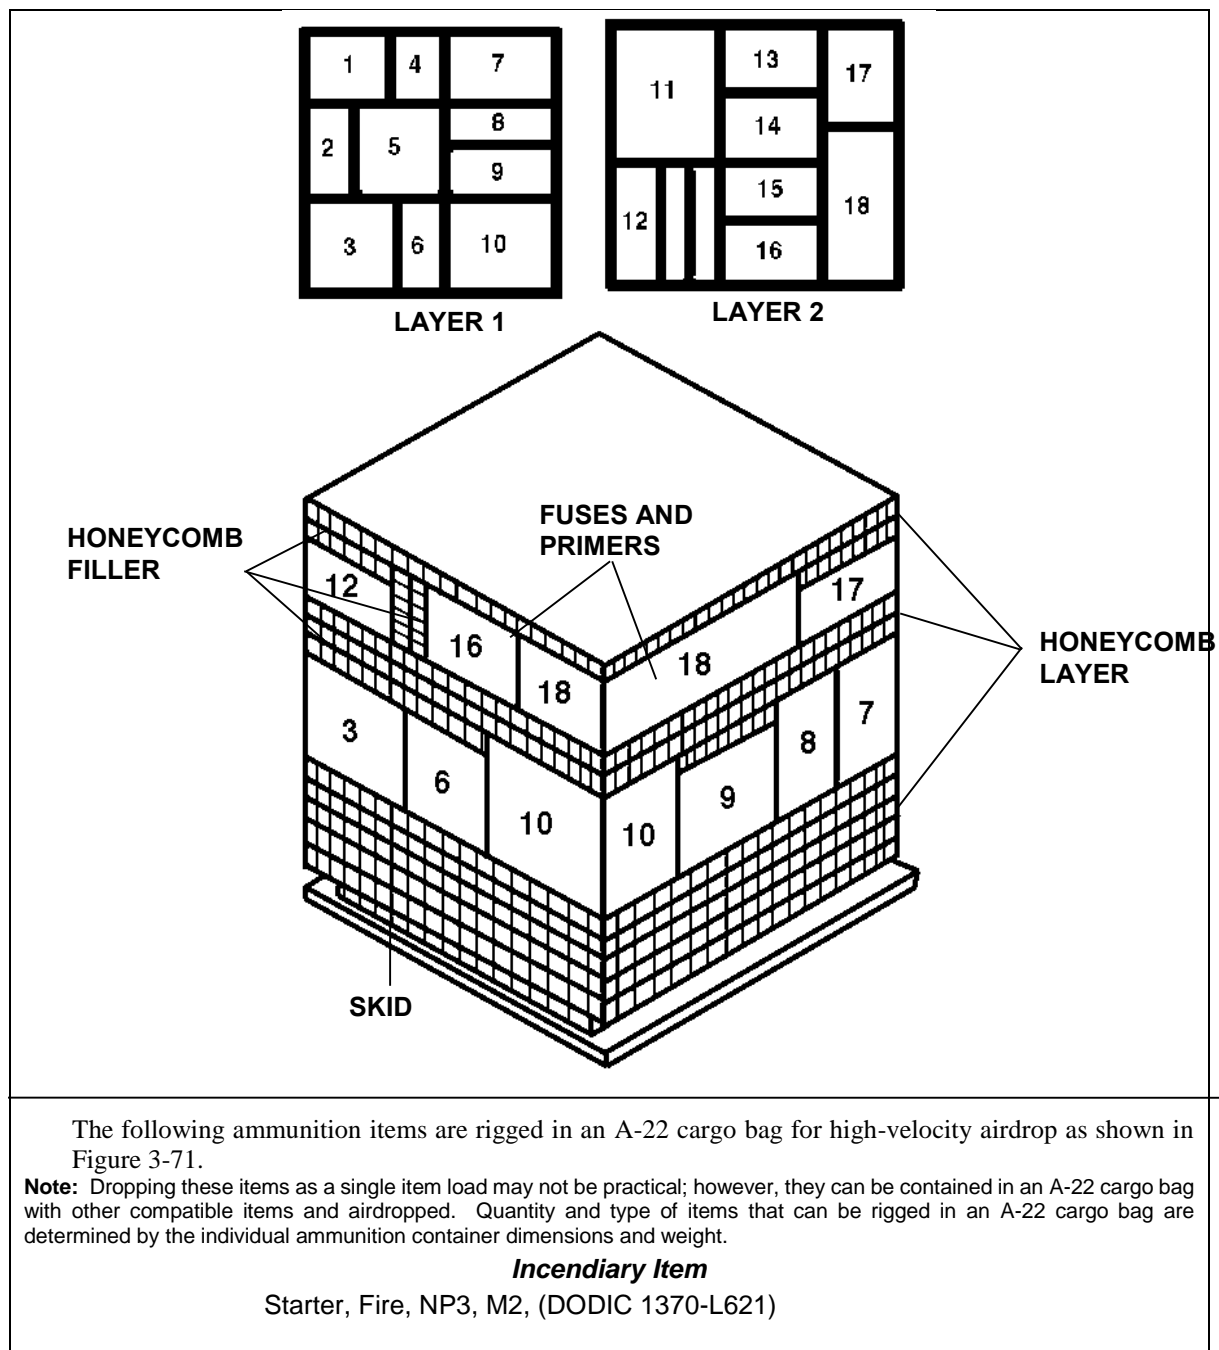 1 4 7
2 5 8
9
3 6 10
LAYER 1
11 13 17
14
12 15 18
16
LAYER 2
HONEYCOMB
FILLER
FUSES AND
PRIMERS
12
16
18
18
17
HONEYCOMB
LAYER
3
6
10
10
9
8
7
SKID
The following ammunition items are rigged in an A-22 cargo bag for high-velocity airdrop as shown in
Figure 3-71.
Note: Dropping these items as a single item load may not be practical; however, they can be contained in an A-22 cargo bag
with other compatible items and airdropped. Quantity and type of items that can be rigged in an A-22 cargo bag are
determined by the individual ammunition container dimensions and weight.
Incendiary Item
Starter, Fire, NP3, M2, (DODIC 1370-L621)